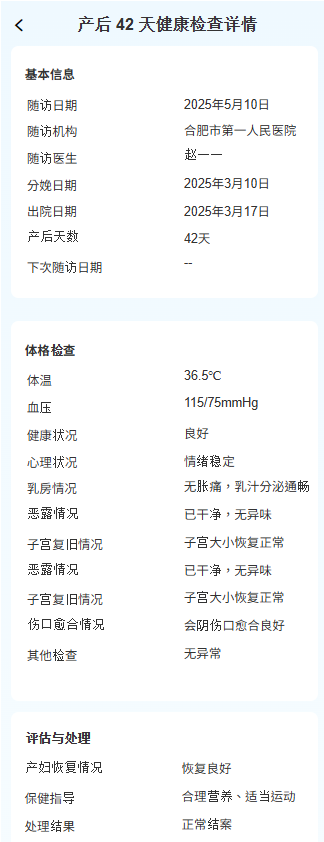 产后 42 天健康检查详情
基本信息
随访日期 2025年5月10日
随访机构 合肥市第一人民医院
随访医生 赵一一
分娩日期 2025年3月10日
出院日期 2025年3月17日
产后天数 42天
下次随访日期 --
体格检查
体温 36.5℃
血压 115/75mmHg
健康状况 良好
心理状况 情绪稳定
乳房情况 无胀痛，乳汁分泌通畅
恶露情况 已干净，无异味
子宫复旧情况 子宫大小恢复正常
恶露情况 已干净，无异味
子宫复旧情况 子宫大小恢复正常
伤口愈合情况 会阴伤口愈合良好
其他检查 无异常
评估与处理
产妇恢复情况 恢复良好
保健指导 合理营养、适当运动
处理结果 正常结案